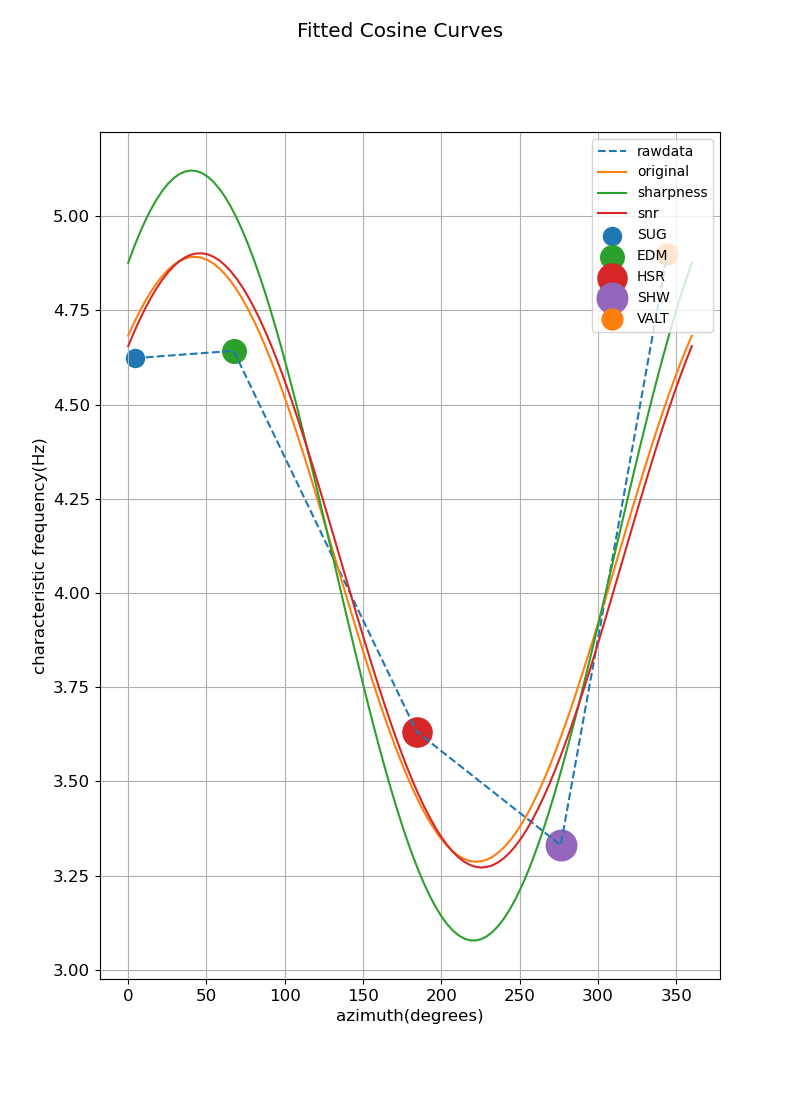 Fitted Cosine Curves
rawdata
original
sharpness
snr
SUG
EDM
HSR
SHW
VALT
5.00
4.75
4.50
4.25
4.00
3.75
3.50
3.25
3.00
characteristic frequency(Hz)
0 50 100 150 200 250 300 350
azimuth(degrees)